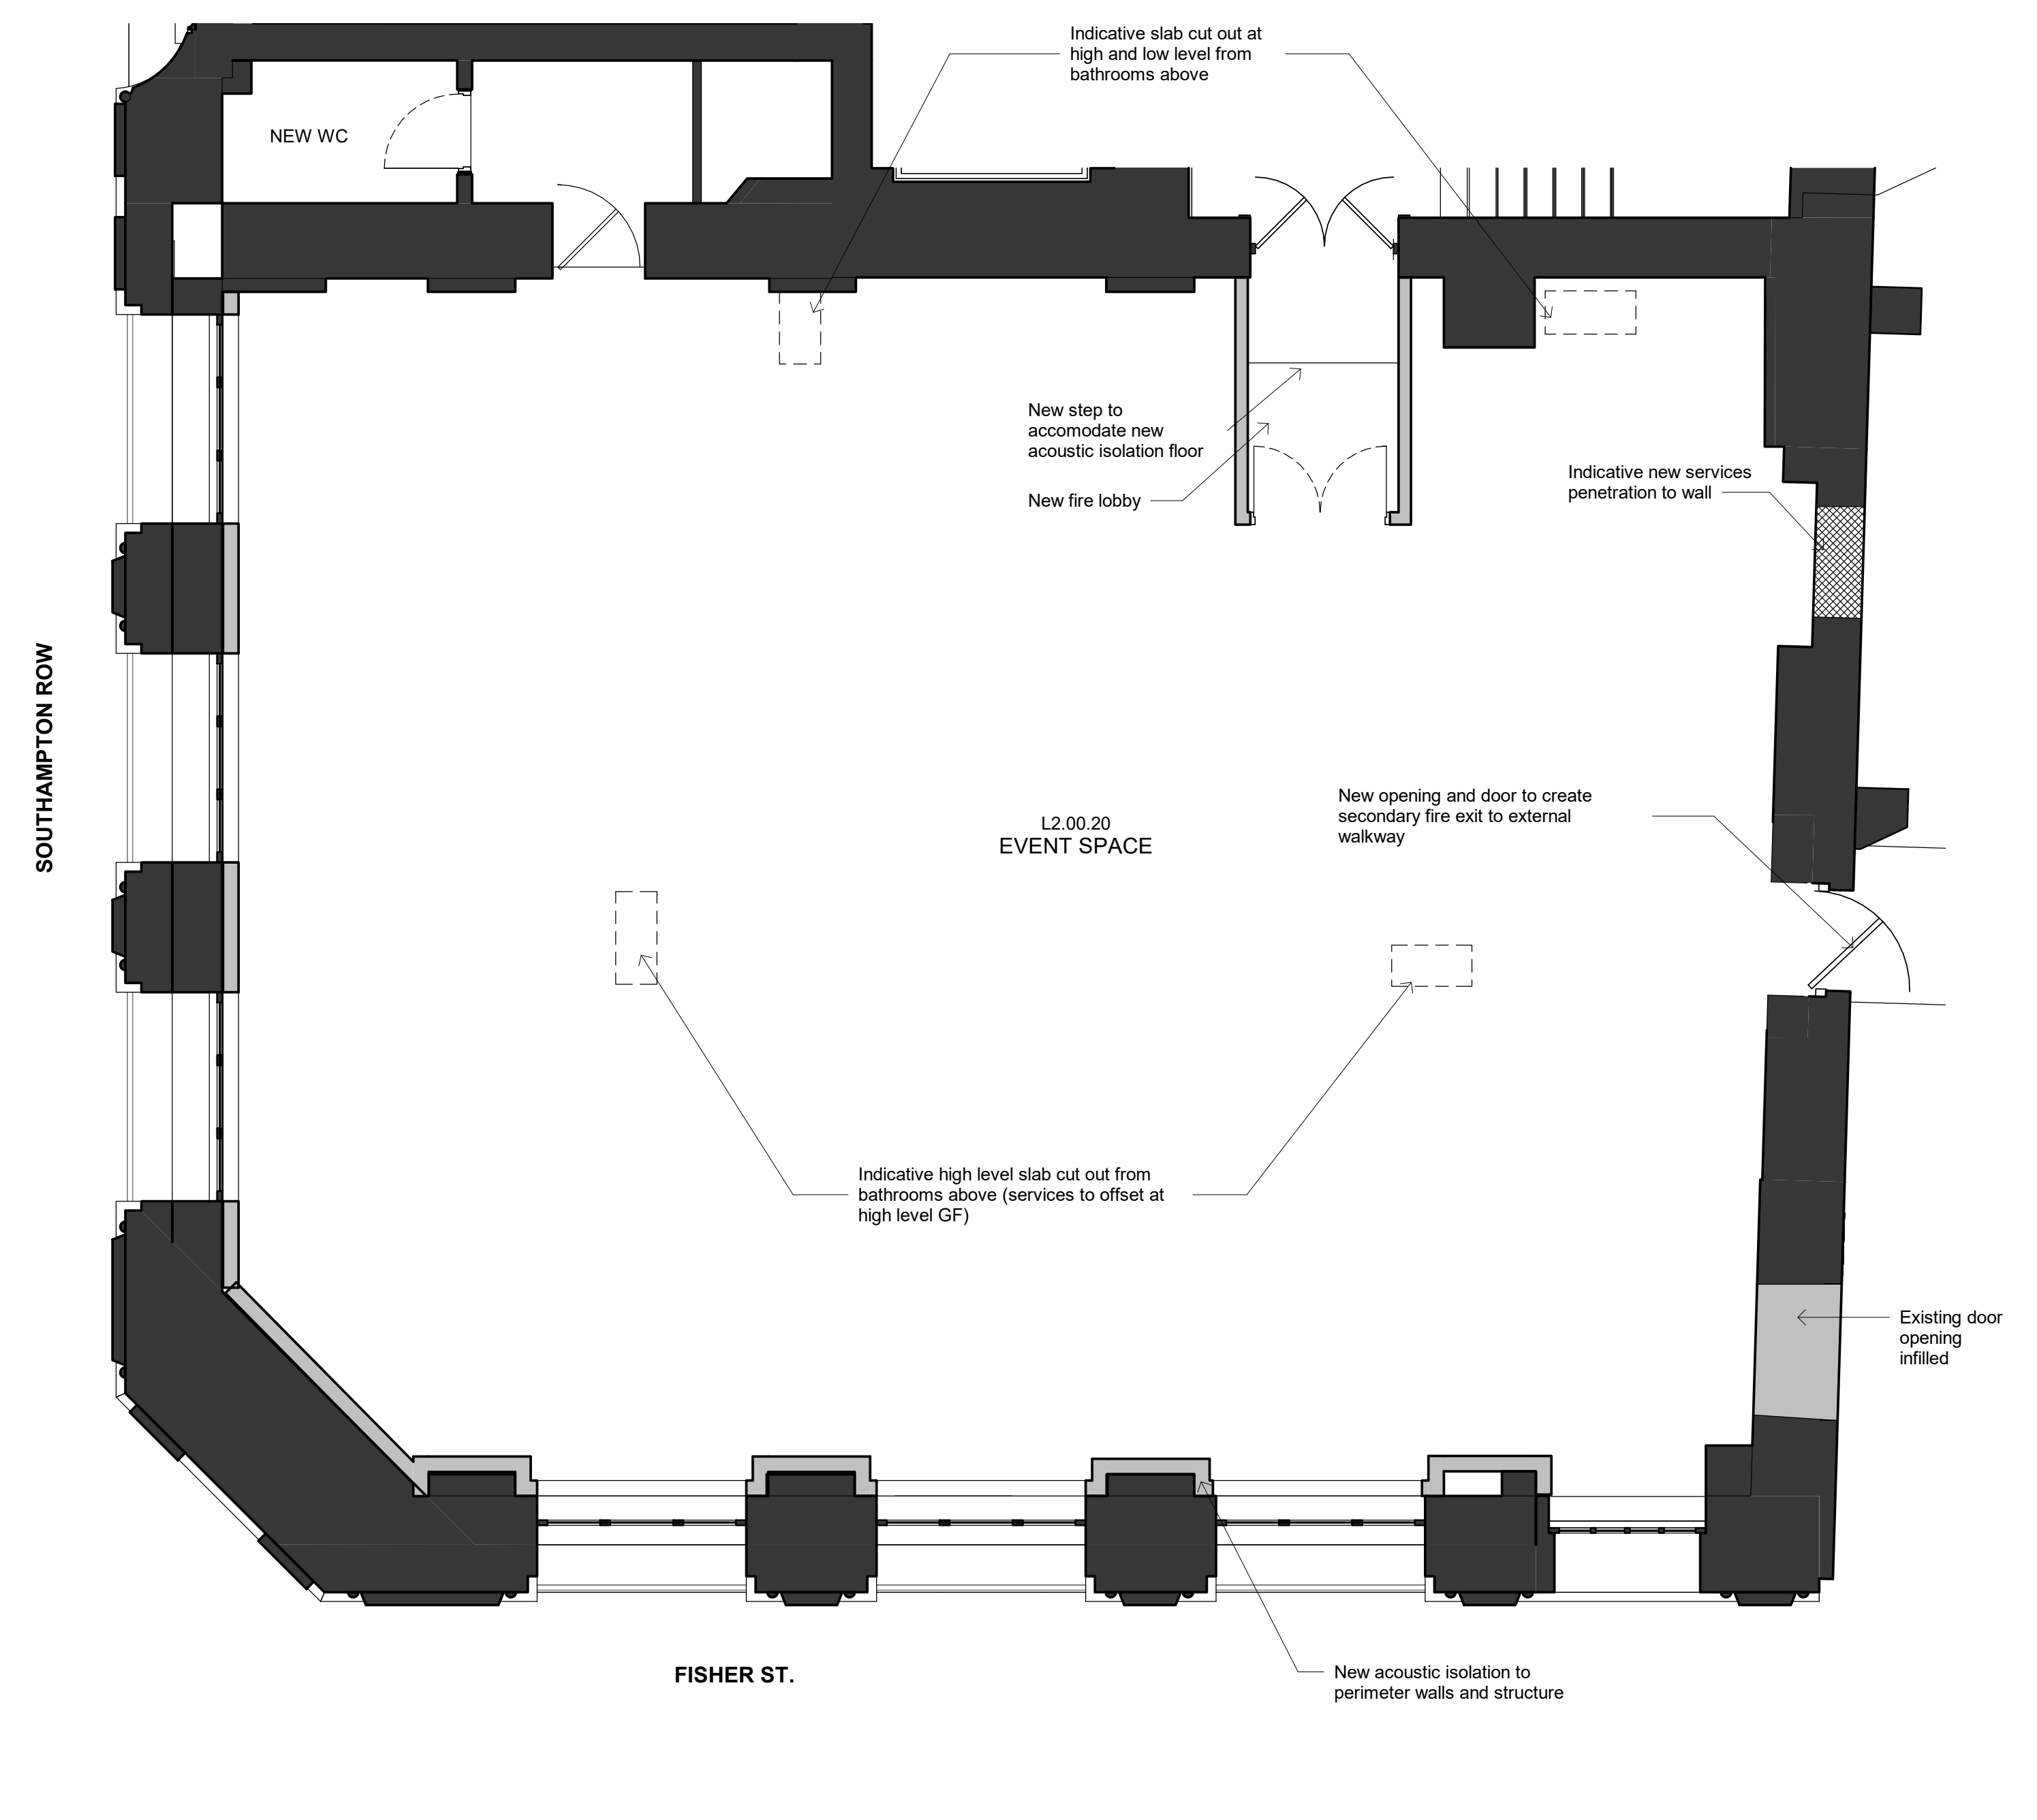 Indicative slab cut out at
high and low level from
bathrooms above
NEW WC
New step to
accomodate new
acoustic isolation floor
New fire lobby
Indicative new services
penetration to wall
SOUTHAMPTON ROW
L2.00.20
EVENT SPACE
New opening and door to create
secondary fire exit to external
walkway
Indicative high level slab cut out from
bathrooms above (services to offset at
high level GF)
Existing door
opening
infilled
FISHER ST.
New acoustic isolation to
perimeter walls and structure